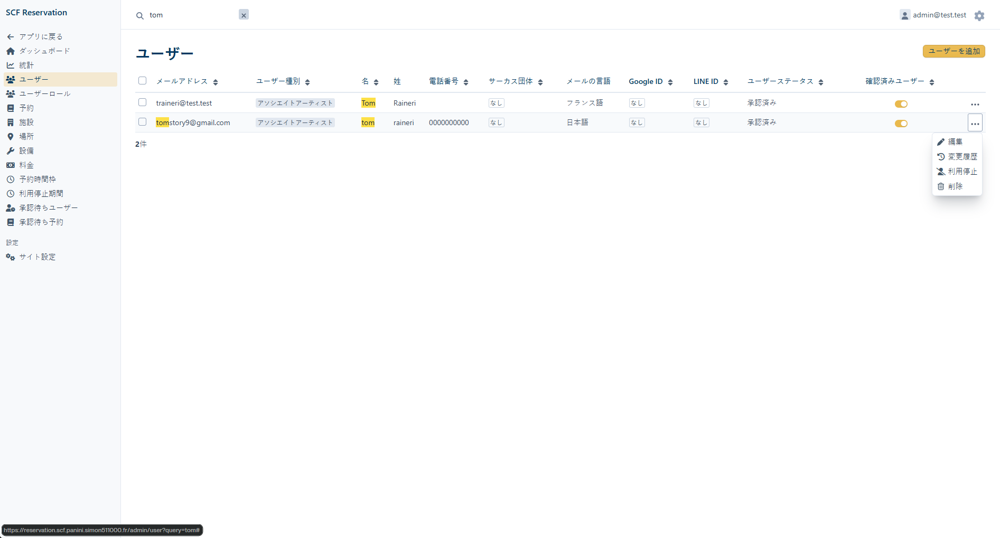 SCF Reservation
アプリに戻る
ダッシュボード
統計
ユーザー
ユーザーロール
予約
施設
場所
設備
料金
予約時間枠
利用停止期間
承認待ちユーザー
承認待ち予約
設定
サイト設定
tom
admin@test.test
ユーザー
ユーザーを追加
メールアドレス ユーザー種別 名 姓 電話番号 サーカス団体 メールの言語 Google ID LINE ID ユーザーステータス 確認済みユーザー
traineri@test.test アソシエイトアーティスト Tom Raineri なし フランス語 なし なし 承認済み
tomstory9@gmail.com アソシエイトアーティスト tom raineri 0000000000 なし 日本語 なし なし 承認済み
2件
編集
変更履歴
利用停止
削除
https://reservation.scf.panini.simon511000.fr/admin/user?query=tom#